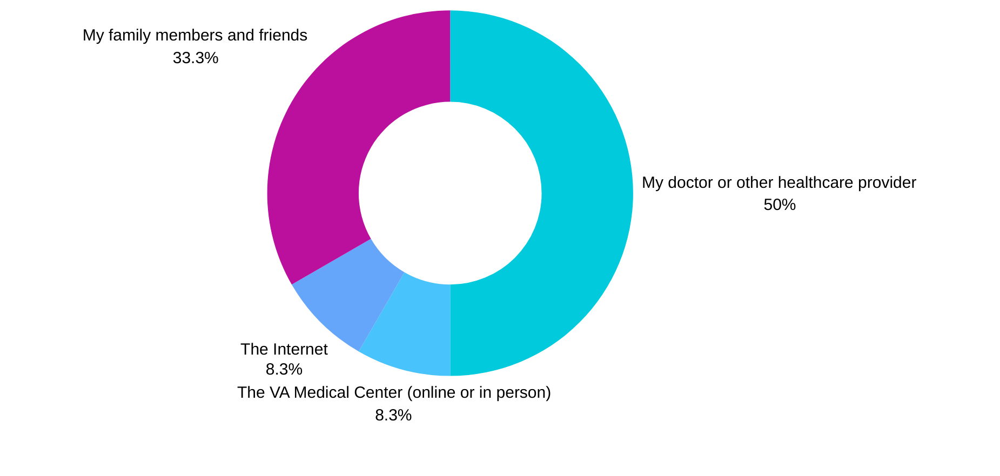 My family members and friends
33.3%
My doctor or other healthcare provider
50%
The Internet
8.3%
The VA Medical Center (online or in person)
8.3%